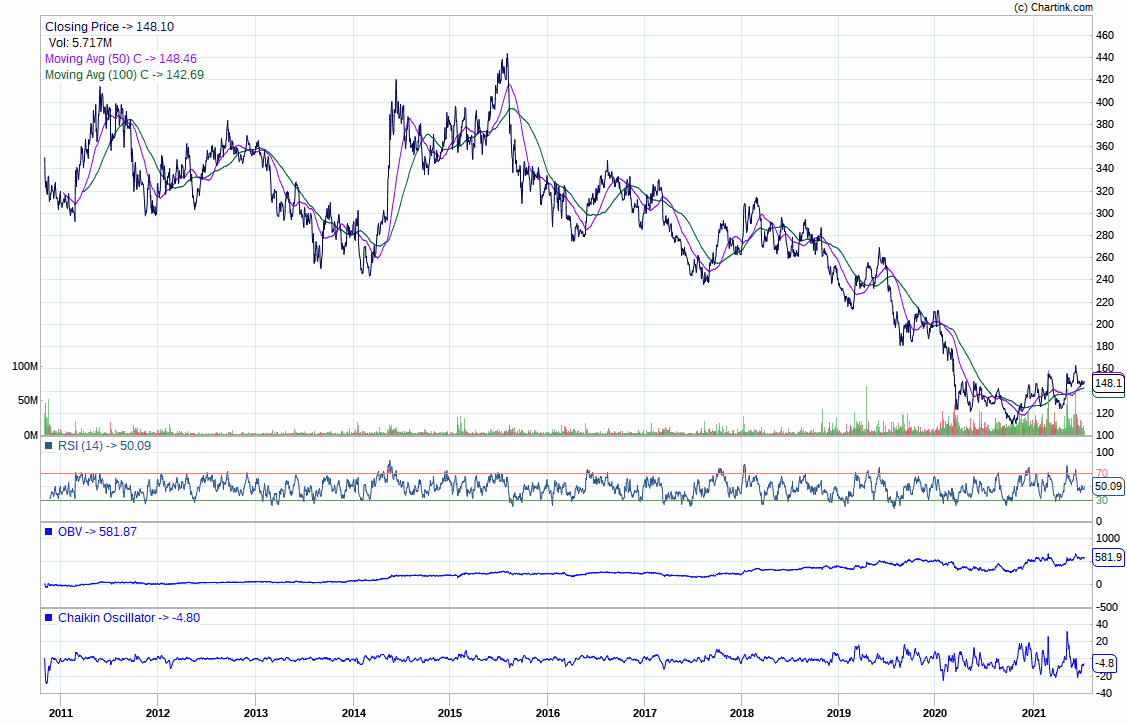 (c) Chartink.com
Closing Price -> 148.10
Vol: 5.717M
Moving Avg (50) C -> 148.46
Moving Avg (100) C -> 142.69
460
440
420
400
380
360
340
320
300
280
260
240
220
200
180
160
148.1
120
100
100M
50M
0M
RSI (14) -> 50.09
100
70
50.09
30
0
OBV -> 581.87
1000
581.9
0
-500
Chaikin Oscillator -> -4.80
40
20
-4.8
-20
-40
2011 2012 2013 2014 2015 2016 2017 2018 2019 2020 2021